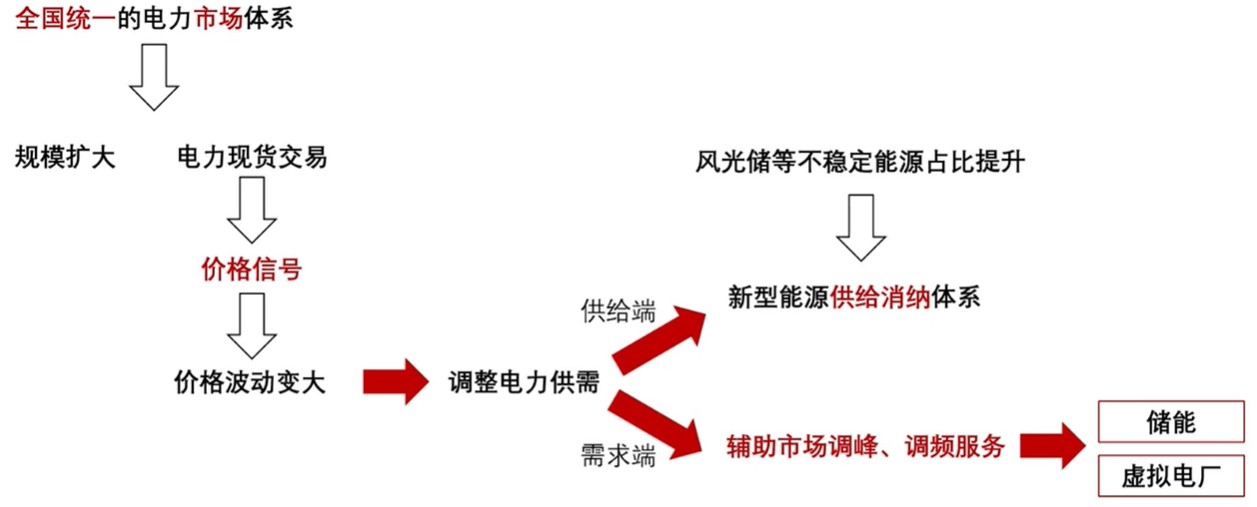 全国统一的电力市场体系
规模扩大
电力现货交易
风光储等不稳定能源占比提升
价格信号
供给端
新型能源供给消纳体系
价格波动变大
调整电力供需
需求端
辅助市场调峰、调频服务
储能
虚拟电厂